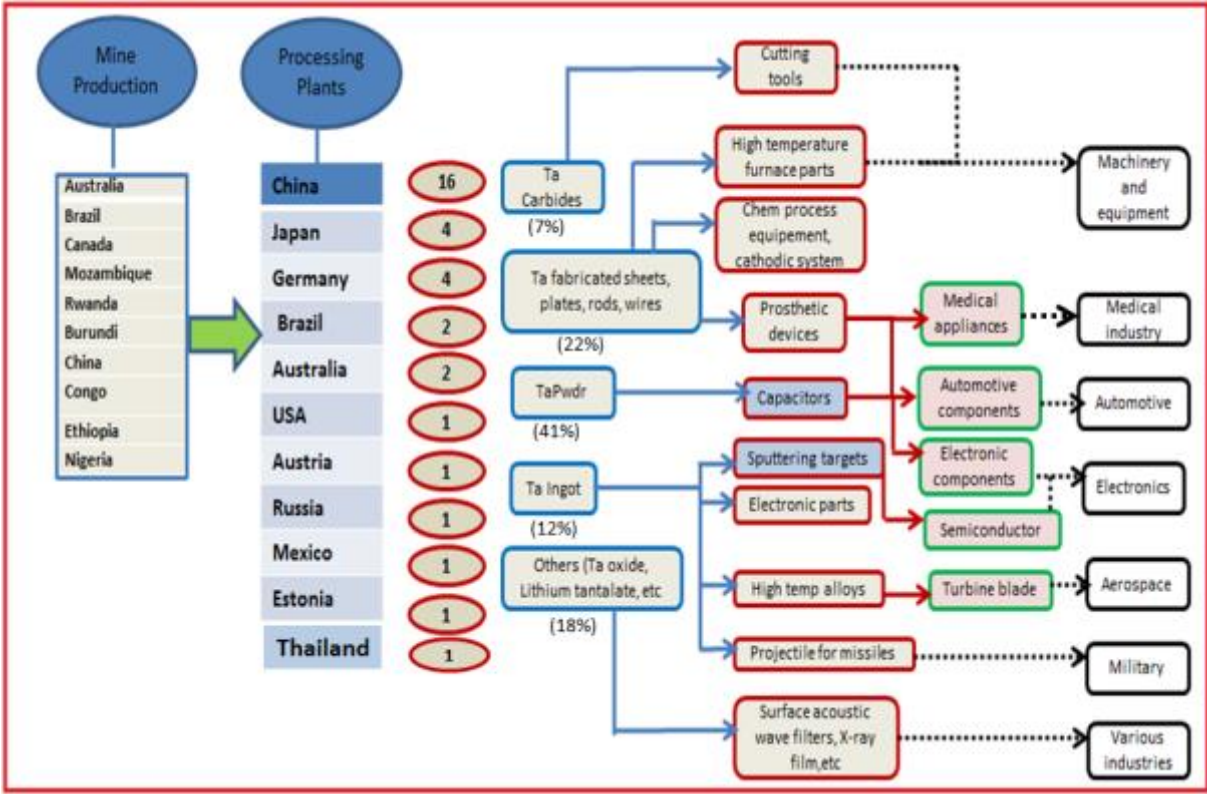 Mine
Production
Australia
Brazil
Canada
Mozambique
Rwanda
Burundi
China
Congo
Ethiopia
Nigeria
Processing
Plants
China
Japan
Germany
Brazil
Australia
USA
Austria
Russia
Mexico
Estonia
Thailand
16
4
4
2
2
1
1
1
1
1
1
Ta
Carbides
(7%)
Ta fabricated sheets,
plates, rods, wires
(22%)
TaPwdr
(41%)
Ta Ingot
(12%)
Others (Ta oxide,
Lithium tantalate, etc
(18%)
Cutting
tools
High temperature
furnace parts
Chem process
equipement,
cathodic system
Prosthetic
devices
Capacitors
Sputtering targets
Electronic parts
High temp alloys
Projectile for missiles
Surface acoustic
wave filters, X-ray
film,etc
Medical
appliances
Automotive
components
Electronic
components
Semiconductor
Turbine blade
Machinery
and
equipment
Medical
industry
Automotive
Electronics
Aerospace
Military
Various
industries